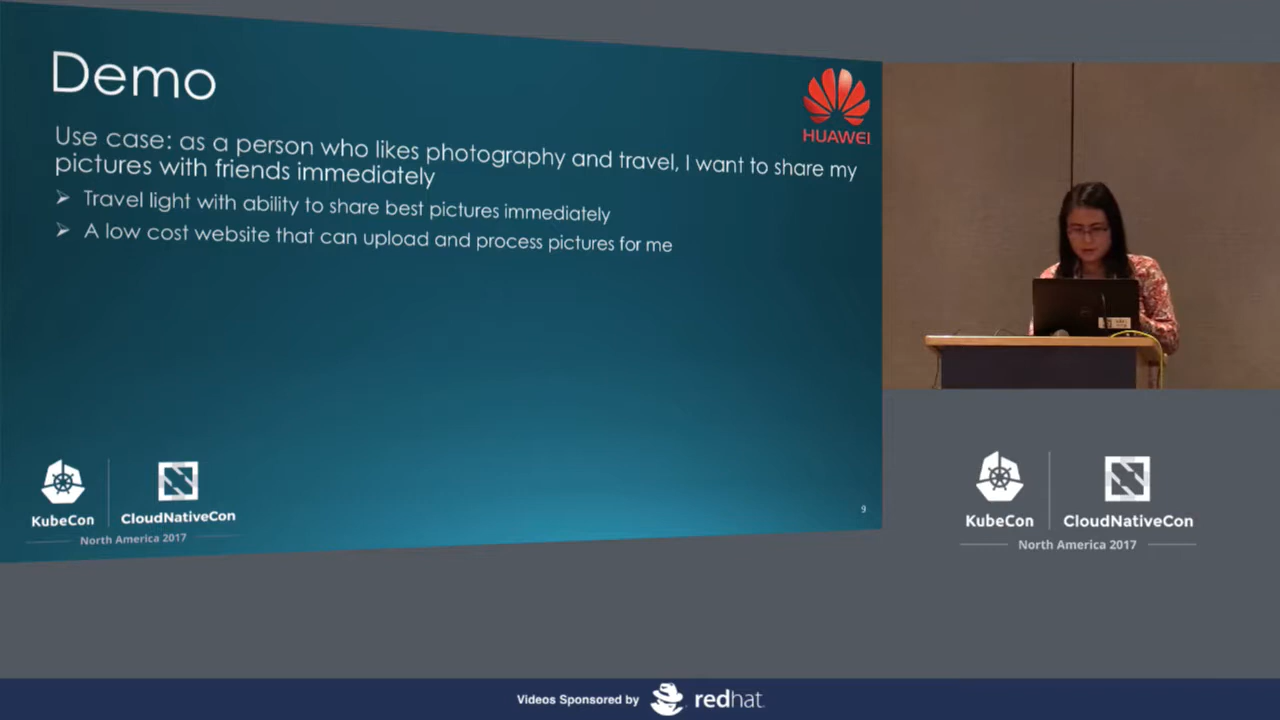 Demo
HUAWEI
Use case: as a person who likes photography and travel, I want to share my
pictures with friends immediately
Travel light with ability to share best pictures immediately
A low cost website that can upload and process pictures for me
KubeCon
CloudNativeCon
North America 2017
9
KubeCon
CloudNativeCon
North America 2017
Videos Sponsored by
redhat.